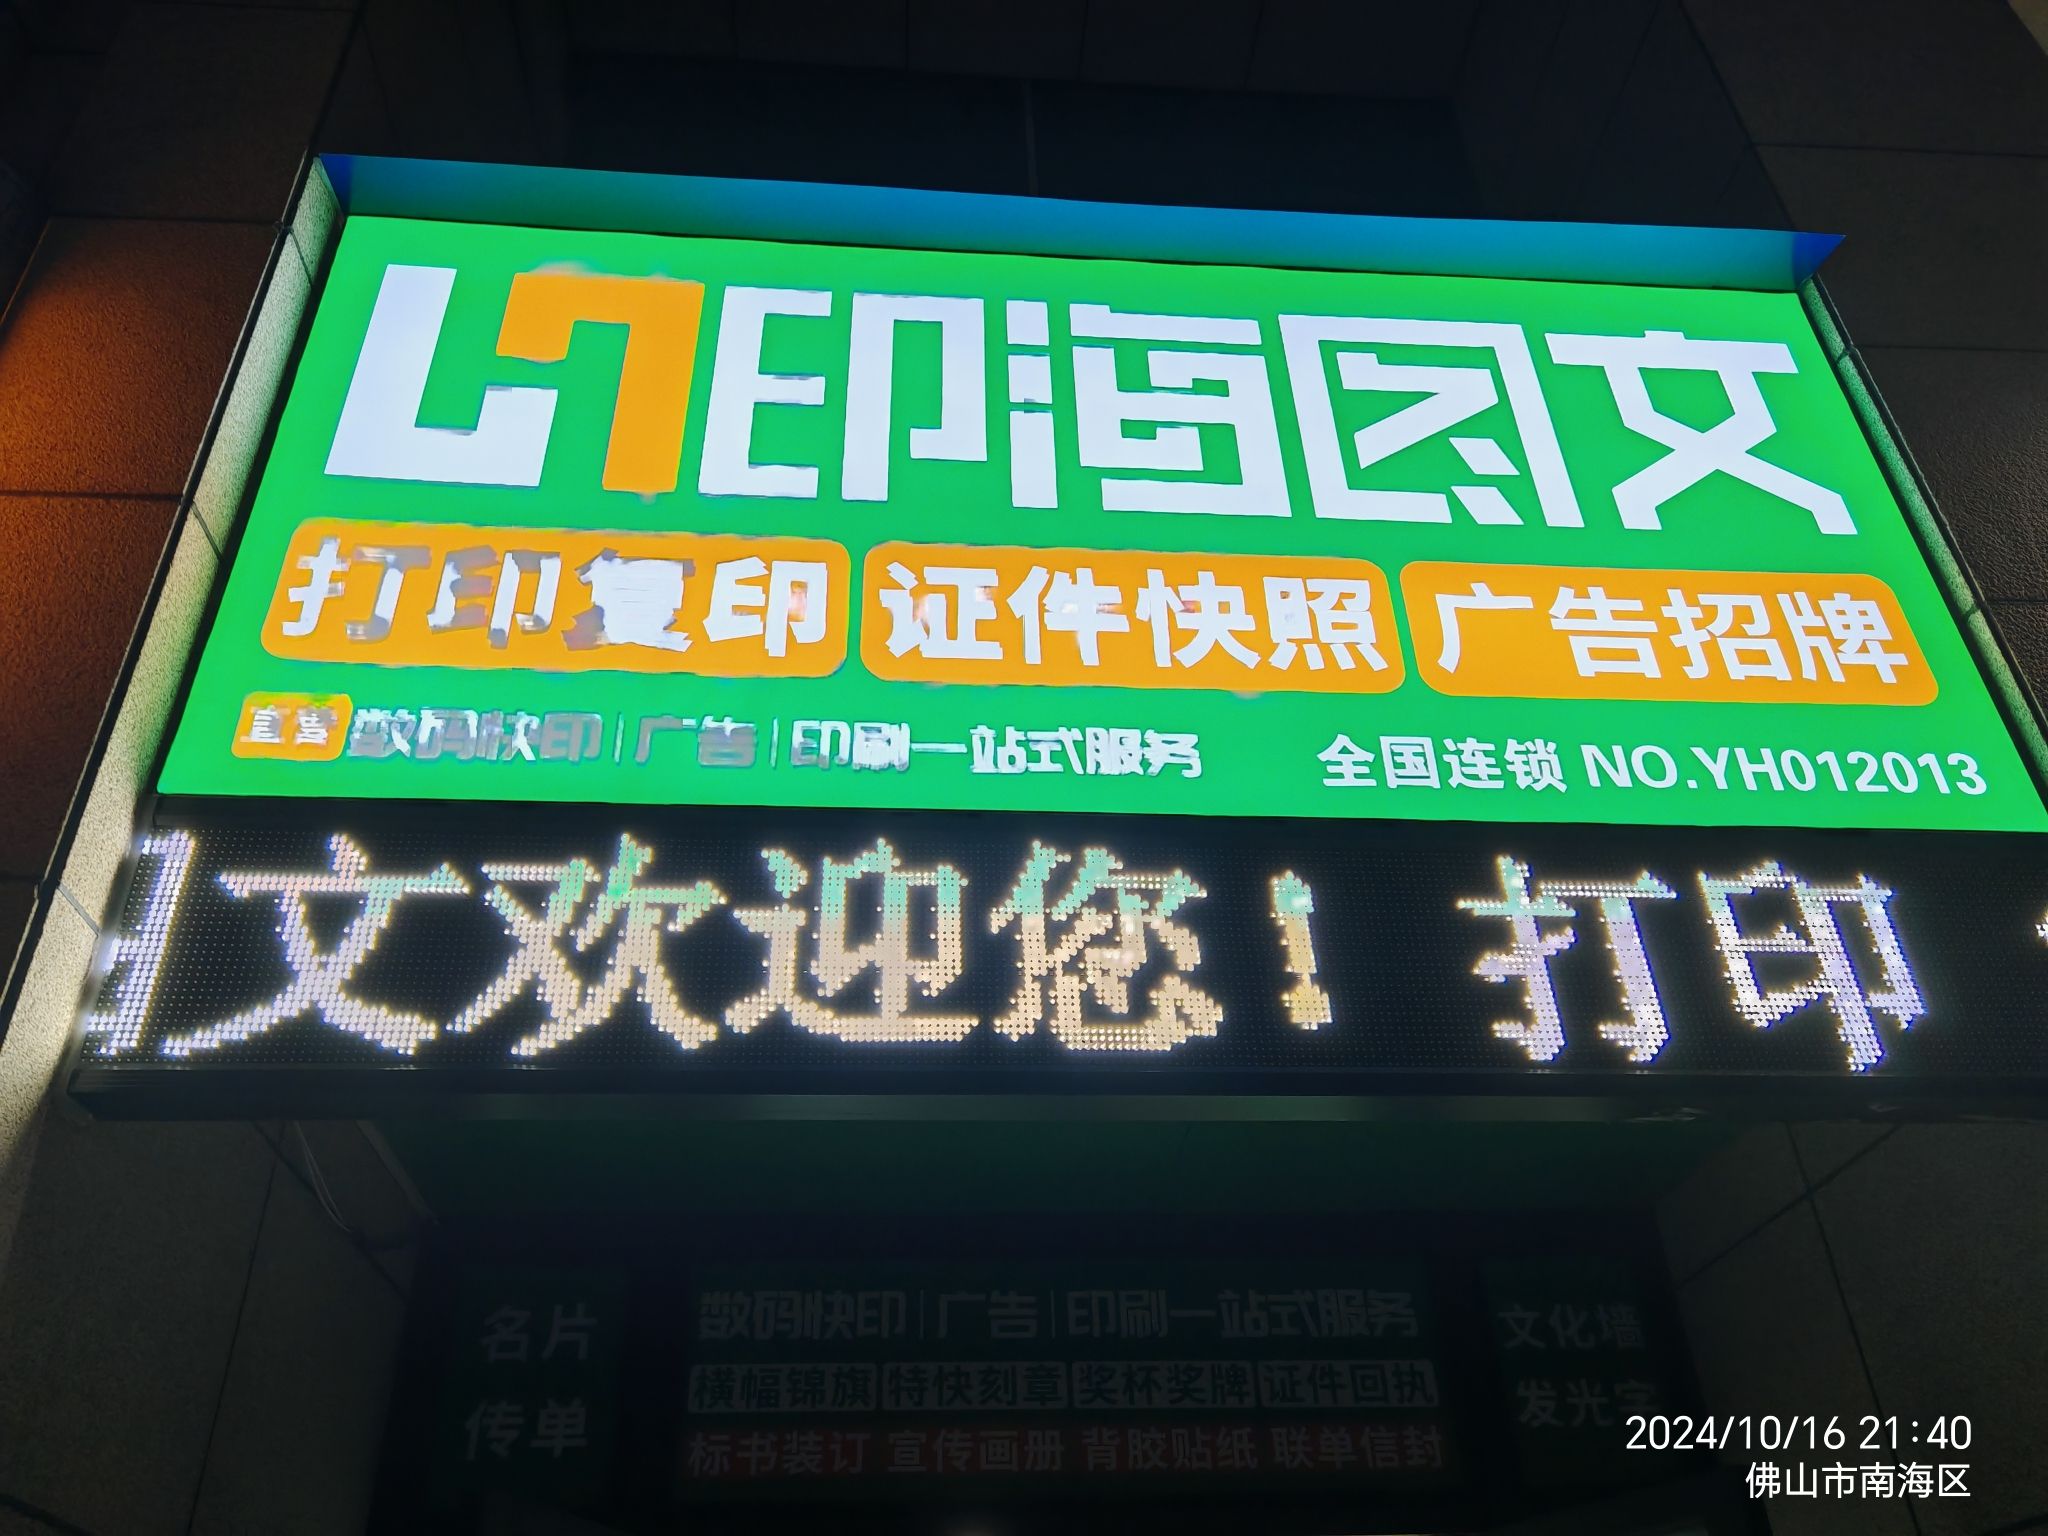 印海图文
打印复印 证件快照 广告招牌
直营 数码快印|广告|印刷一站式服务 全国连锁 NO.YH012013
文欢迎您！ 打印
数码快印|广告|印刷一站式服务
名片
传单
横幅锦旗 特快刻章 奖杯奖牌 证件回执
标书装订 宣传画册 背胶贴纸 联单信封
文化墙
发光字
2024/10/16 21:40
佛山市南海区